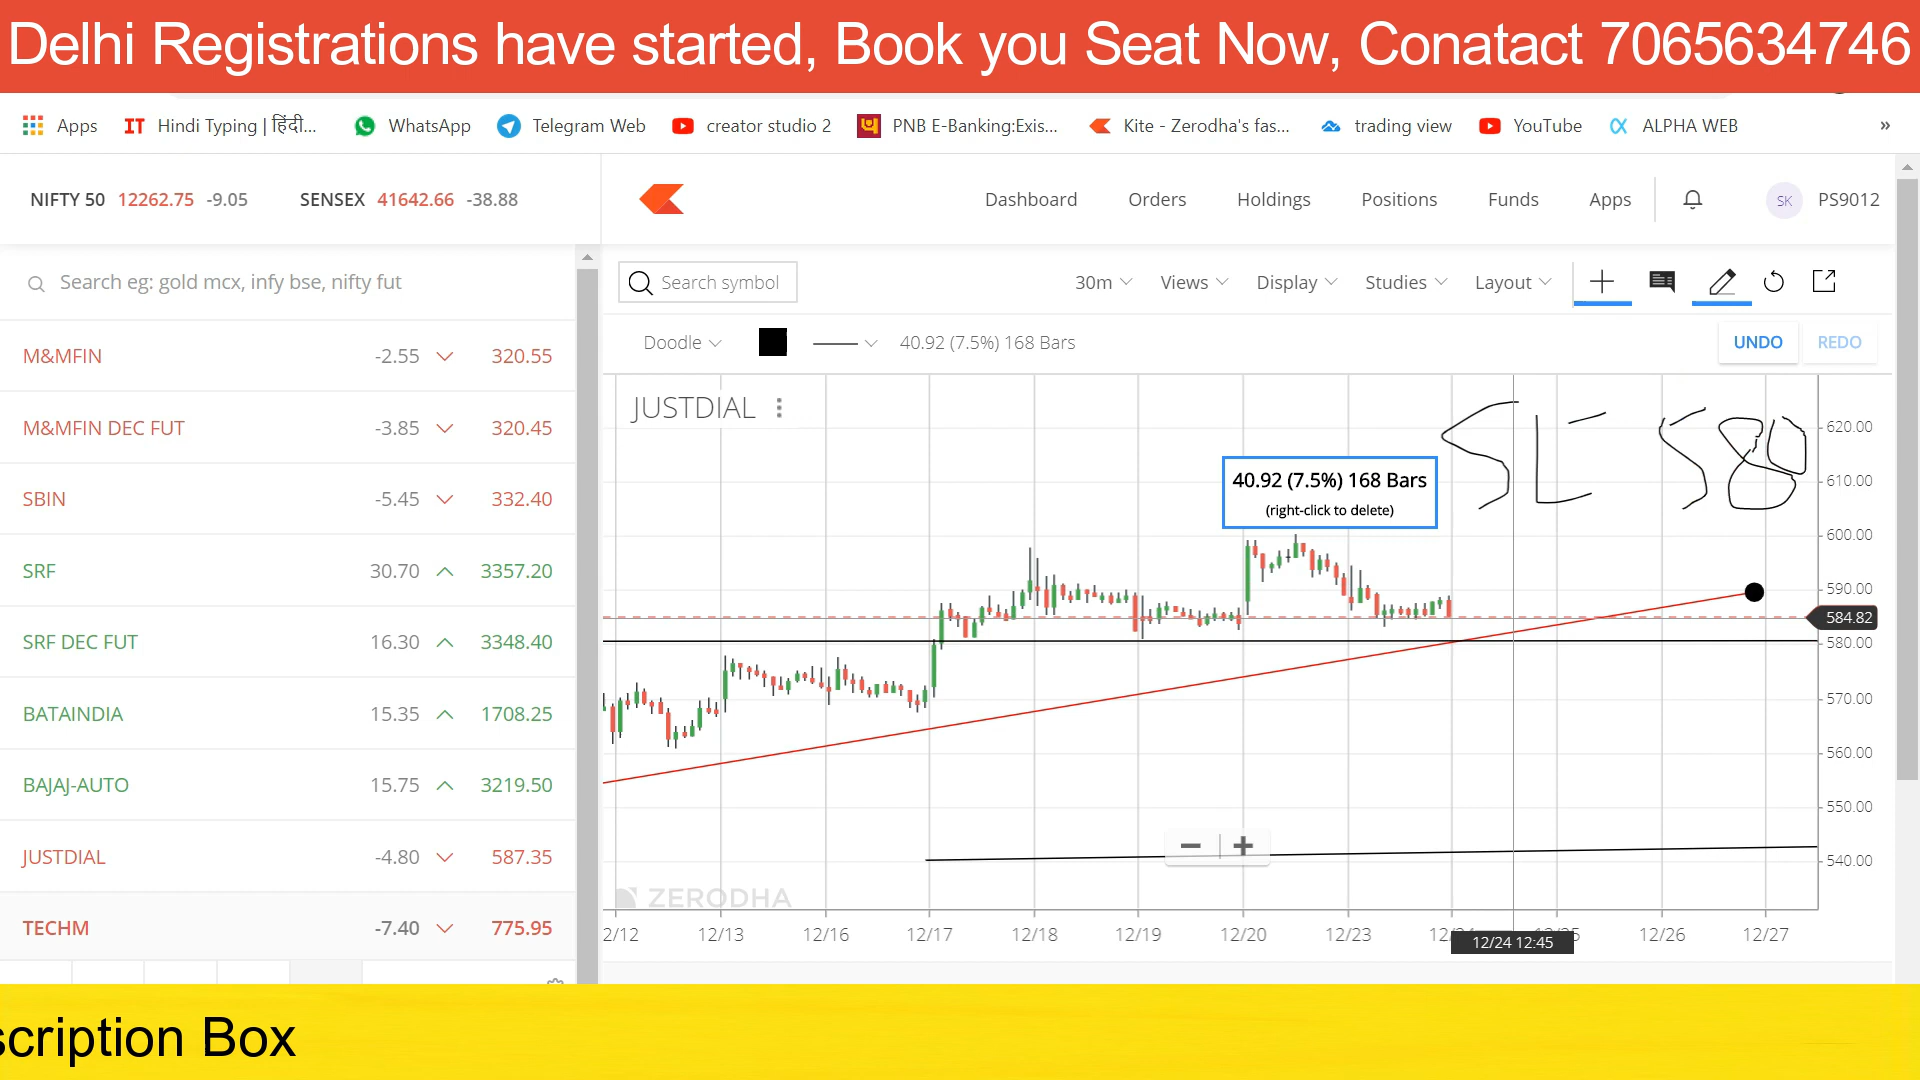 Delhi Registrations have started, Book you Seat Now, Conatact 7065634746
Apps
IT Hindi Typing | हिंदी...
WhatsApp
Telegram Web
creator studio 2
PNB E-Banking:Exis...
Kite - Zerodha's fas...
trading view
YouTube
ALPHA WEB
»
NIFTY 50 12262.75 -9.05
SENSEX 41642.66 -38.88
Dashboard
Orders
Holdings
Positions
Funds
Apps
SK
PS9012
Search eg: gold mcx, infy bse, nifty fut
M&MFIN -2.55 320.55
M&MFIN DEC FUT -3.85 320.45
SBIN -5.45 332.40
SRF 30.70 3357.20
SRF DEC FUT 16.30 3348.40
BATAINDIA 15.35 1708.25
BAJAJ-AUTO 15.75 3219.50
JUSTDIAL -4.80 587.35
TECHM -7.40 775.95
Search symbol
30m
Views
Display
Studies
Layout
Doodle
40.92 (7.5%) 168 Bars
UNDO
REDO
JUSTDIAL
SL 580
40.92 (7.5%) 168 Bars
(right-click to delete)
620.00
610.00
600.00
590.00
584.82
580.00
570.00
560.00
550.00
540.00
ZERODHA
2/12 12/13 12/16 12/17 12/18 12/19 12/20 12/23 12/24 12:45 12/26 12/27
scription Box